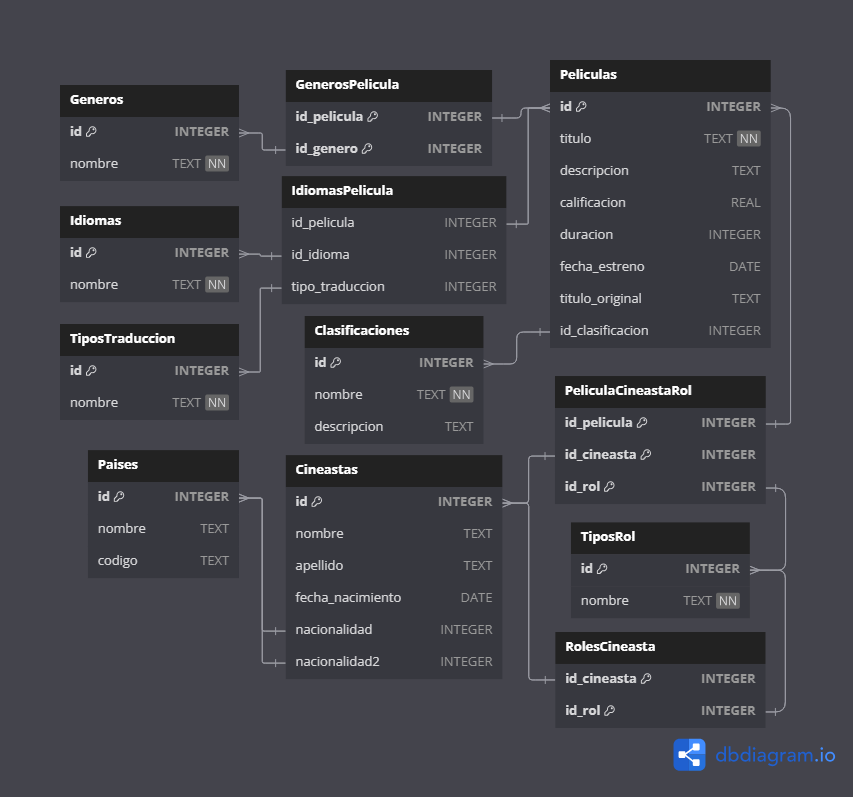 Generos
id INTEGER
nombre TEXT NN
GenerosPelicula
id_pelicula INTEGER
id_genero INTEGER
Peliculas
id INTEGER
titulo TEXT NN
descripcion TEXT
calificacion REAL
duracion INTEGER
fecha_estreno DATE
titulo_original TEXT
id_clasificacion INTEGER
Idiomas
id INTEGER
nombre TEXT NN
IdiomasPelicula
id_pelicula INTEGER
id_idioma INTEGER
tipo_traduccion INTEGER
TiposTraduccion
id INTEGER
nombre TEXT NN
Clasificaciones
id INTEGER
nombre TEXT NN
descripcion TEXT
PeliculaCineastaRol
id_pelicula INTEGER
id_cineasta INTEGER
id_rol INTEGER
Paises
id INTEGER
nombre TEXT
codigo TEXT
Cineastas
id INTEGER
nombre TEXT
apellido TEXT
fecha_nacimiento DATE
nacionalidad INTEGER
nacionalidad2 INTEGER
TiposRol
id INTEGER
nombre TEXT NN
RolesCineasta
id_cineasta INTEGER
id_rol INTEGER
dbdiagram.io